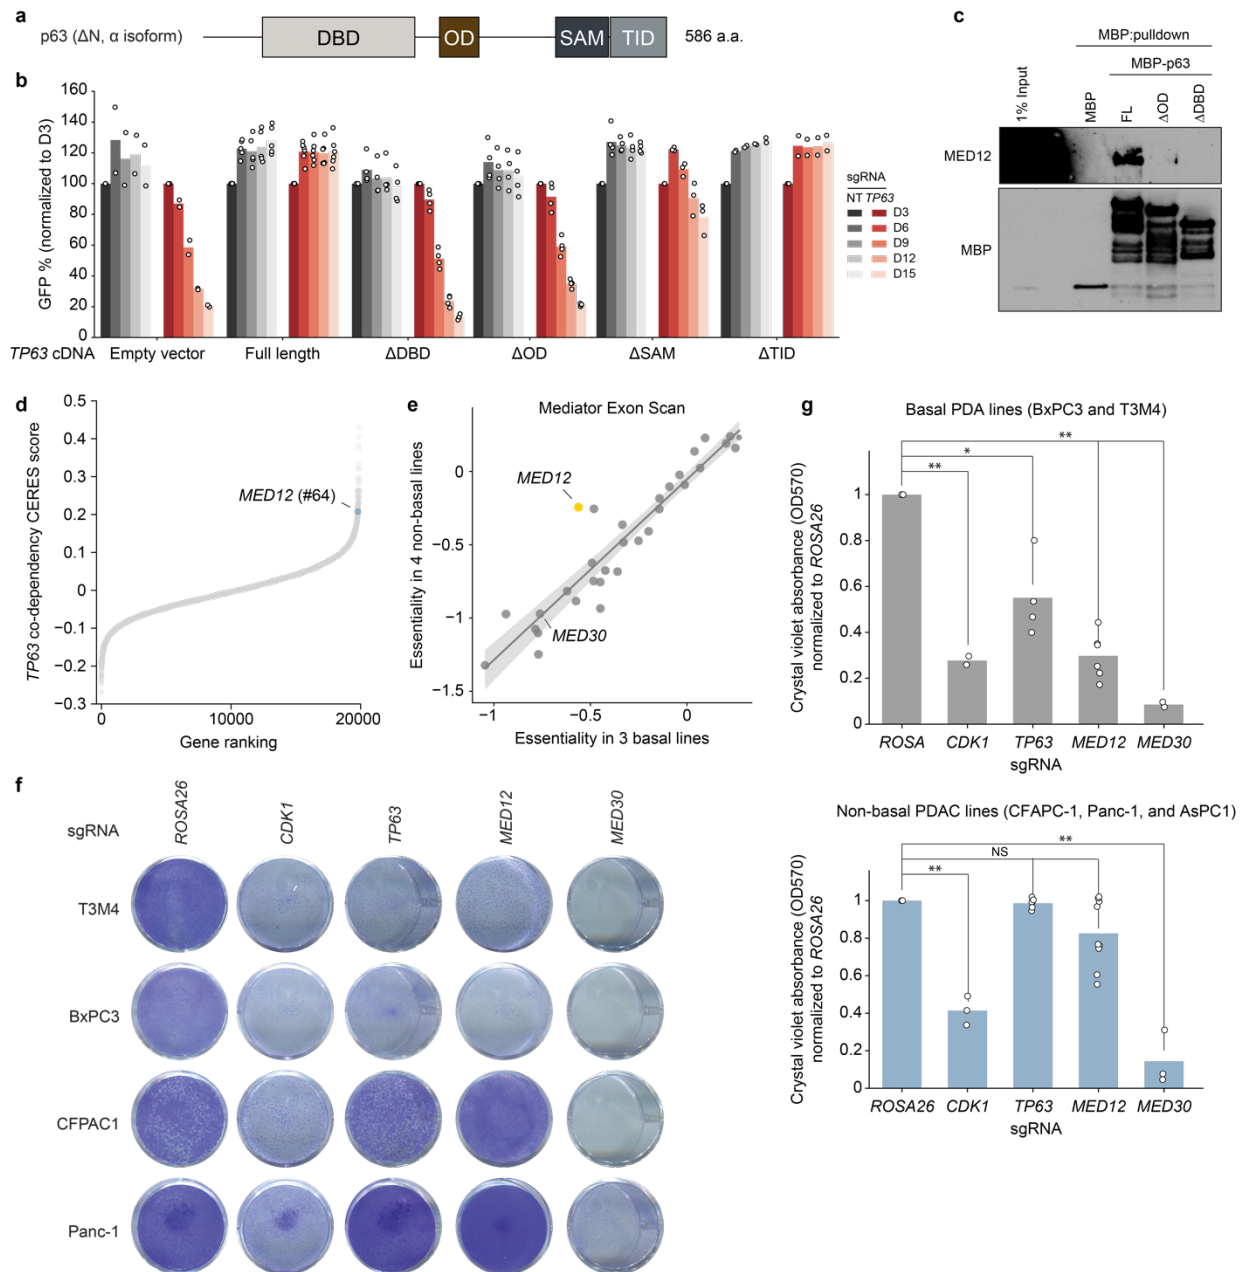 a
p63 (ΔN, α isoform)
DBD
OD
SAM
TID
586 a.a.
b
GFP % (normalized to D3)
160
140
120
100
80
60
40
20
0
sgRNA
NT TP63
D3
D6
D9
D12
D15
TP63 cDNA
Empty vector
Full length
ΔDBD
ΔOD
ΔSAM
ΔTID
c
MBP:pulldown
MBP-p63
1% Input
MBP
FL
ΔOD
ΔDBD
MED12
MBP
d
TP63 co-dependency CERES score
0.5
0.4
0.3
0.2
0.1
0
−0.1
−0.2
−0.3
MED12 (#64)
0
10000
20000
Gene ranking
e
Mediator Exon Scan
Essentiality in 4 non-basal lines
0
−0.5
−1
−1.5
MED12
MED30
−1
−0.5
0
Essentiality in 3 basal lines
f
sgRNA
ROSA26
CDK1
TP63
MED12
MED30
T3M4
BxPC3
CFPAC1
Panc-1
g
Basal PDA lines (BxPC3 and T3M4)
Crystal violet absorbance (OD570)
normalized to ROSA26
1
0.8
0.6
0.4
0.2
0
**
*
**
ROSA
CDK1
TP63
MED12
MED30
sgRNA
Non-basal PDAC lines (CFAPC-1, Panc-1, and AsPC1)
Crystal violet absorbance (OD570)
normalized to ROSA26
1
0.8
0.6
0.4
0.2
0
**
NS
**
ROSA26
CDK1
TP63
MED12
MED30
sgRNA